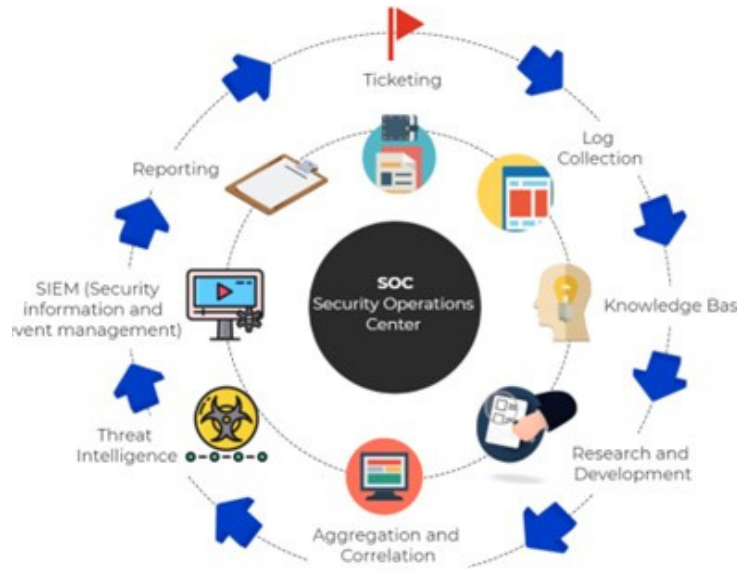 Ticketing
Log
Collection
Knowledge Bas
Research and
Development
Aggregation and
Correlation
Threat
Intelligence
SIEM (Security
information and
event management)
Reporting
SOC
Security Operations
Center